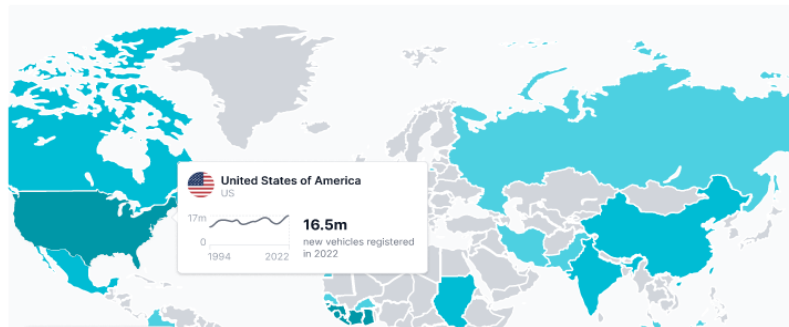 United States of America
US
17m
0
1994 2022
16.5m
new vehicles registered
in 2022